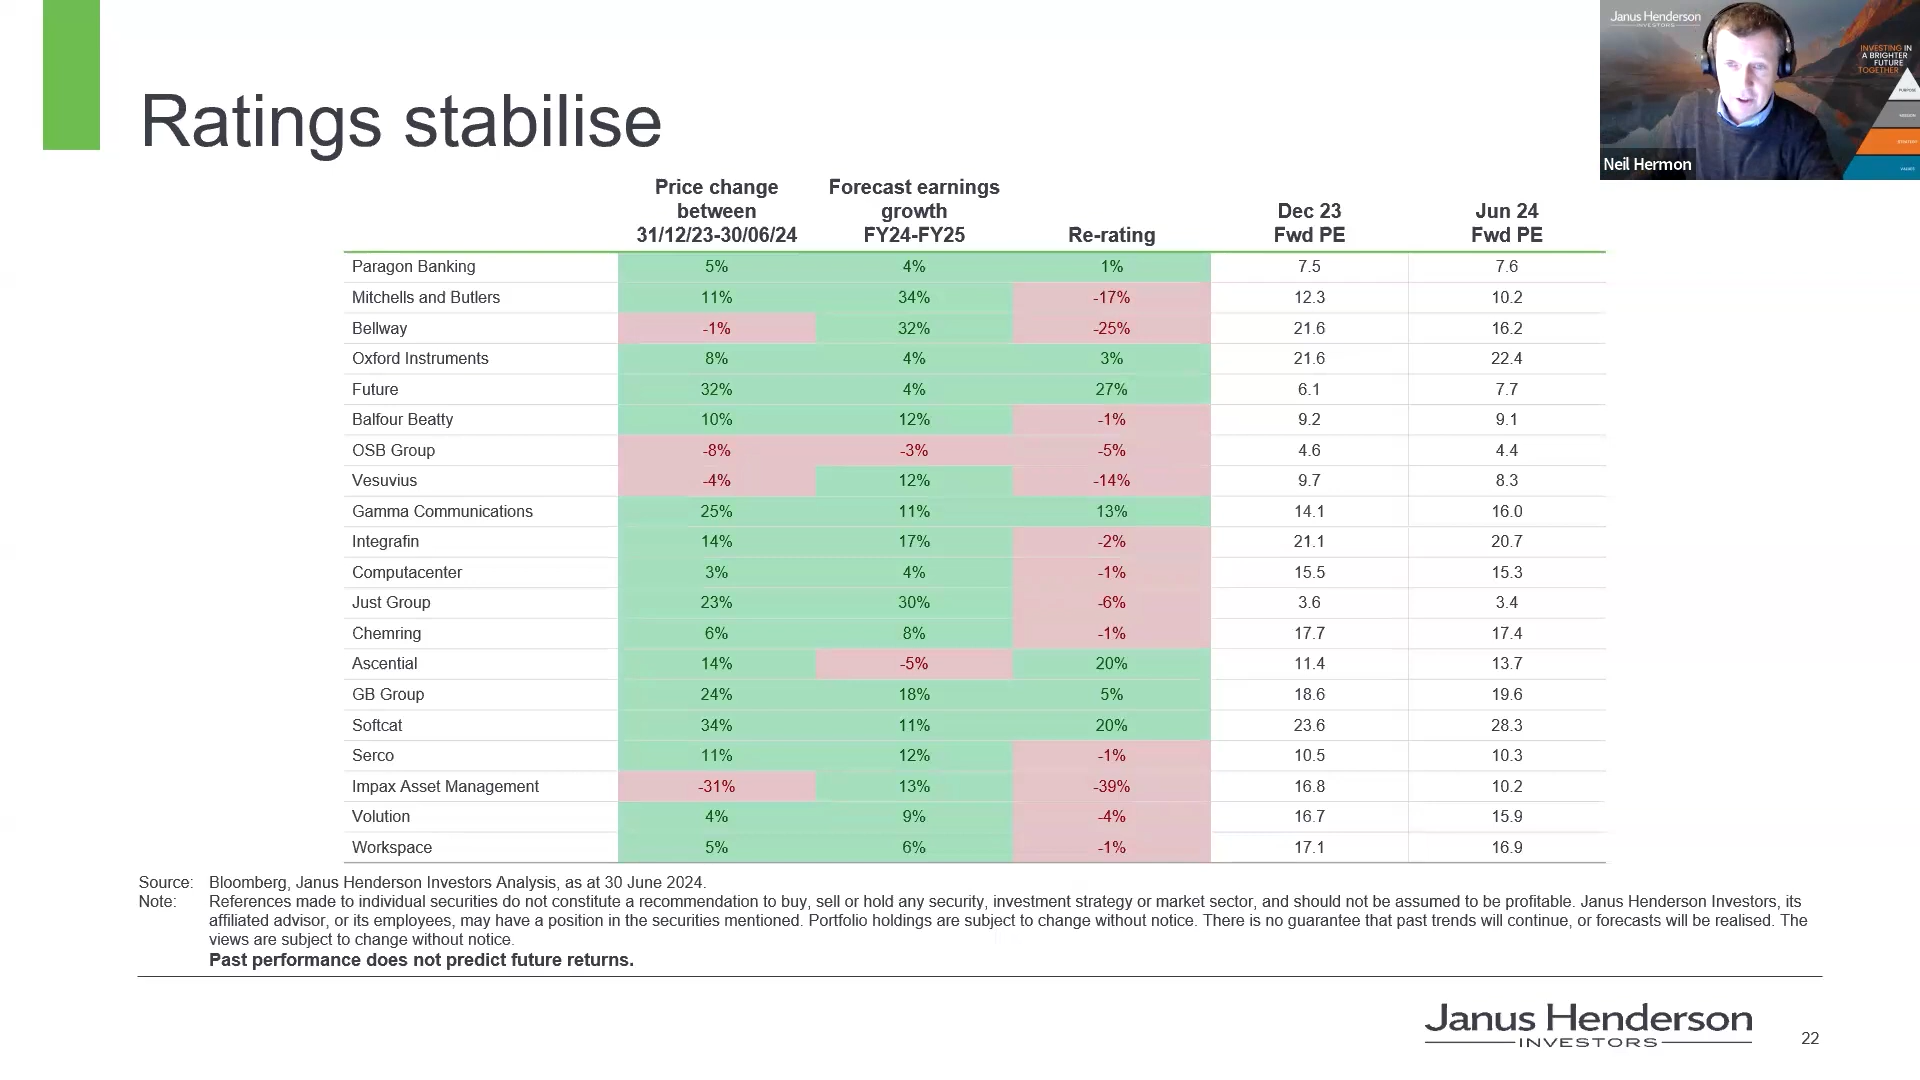 Janus Henderson
INVESTORS
INVESTING IN
A BRIGHTER
FUTURE
TOGETHER
PURPOSE
MISSION
STRATEGY
VALUES
Neil Hermon
Ratings stabilise
Price change between 31/12/23-30/06/24 Forecast earnings growth FY24-FY25 Re-rating Dec 23 Fwd PE Jun 24 Fwd PE
Paragon Banking 5% 4% 1% 7.5 7.6
Mitchells and Butlers 11% 34% -17% 12.3 10.2
Bellway -1% 32% -25% 21.6 16.2
Oxford Instruments 8% 4% 3% 21.6 22.4
Future 32% 4% 27% 6.1 7.7
Balfour Beatty 10% 12% -1% 9.2 9.1
OSB Group -8% -3% -5% 4.6 4.4
Vesuvius -4% 12% -14% 9.7 8.3
Gamma Communications 25% 11% 13% 14.1 16.0
Integrafin 14% 17% -2% 21.1 20.7
Computacenter 3% 4% -1% 15.5 15.3
Just Group 23% 30% -6% 3.6 3.4
Chemring 6% 8% -1% 17.7 17.4
Ascential 14% -5% 20% 11.4 13.7
GB Group 24% 18% 5% 18.6 19.6
Softcat 34% 11% 20% 23.6 28.3
Serco 11% 12% -1% 10.5 10.3
Impax Asset Management -31% 13% -39% 16.8 10.2
Volution 4% 9% -4% 16.7 15.9
Workspace 5% 6% -1% 17.1 16.9
Source: Bloomberg, Janus Henderson Investors Analysis, as at 30 June 2024.
Note: References made to individual securities do not constitute a recommendation to buy, sell or hold any security, investment strategy or market sector, and should not be assumed to be profitable. Janus Henderson Investors, its
affiliated advisor, or its employees, may have a position in the securities mentioned. Portfolio holdings are subject to change without notice. There is no guarantee that past trends will continue, or forecasts will be realised. The
views are subject to change without notice.
Past performance does not predict future returns.
Janus Henderson
INVESTORS
22